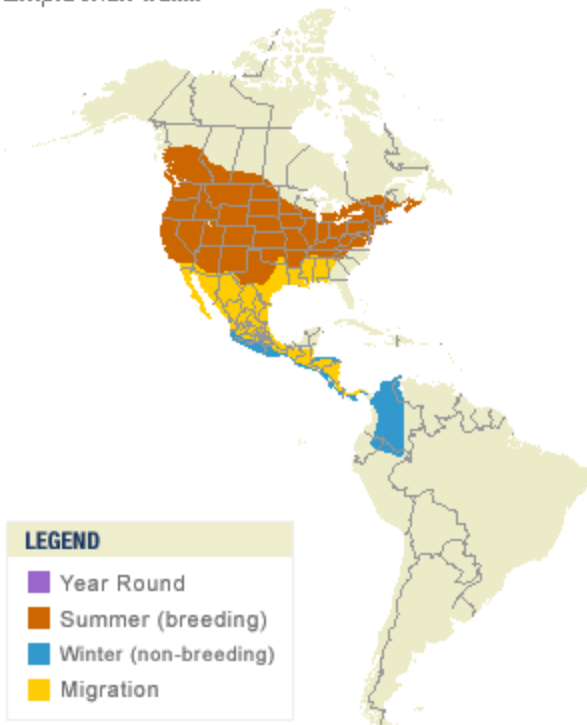 LEGEND
Year Round
Summer (breeding)
Winter (non-breeding)
Migration